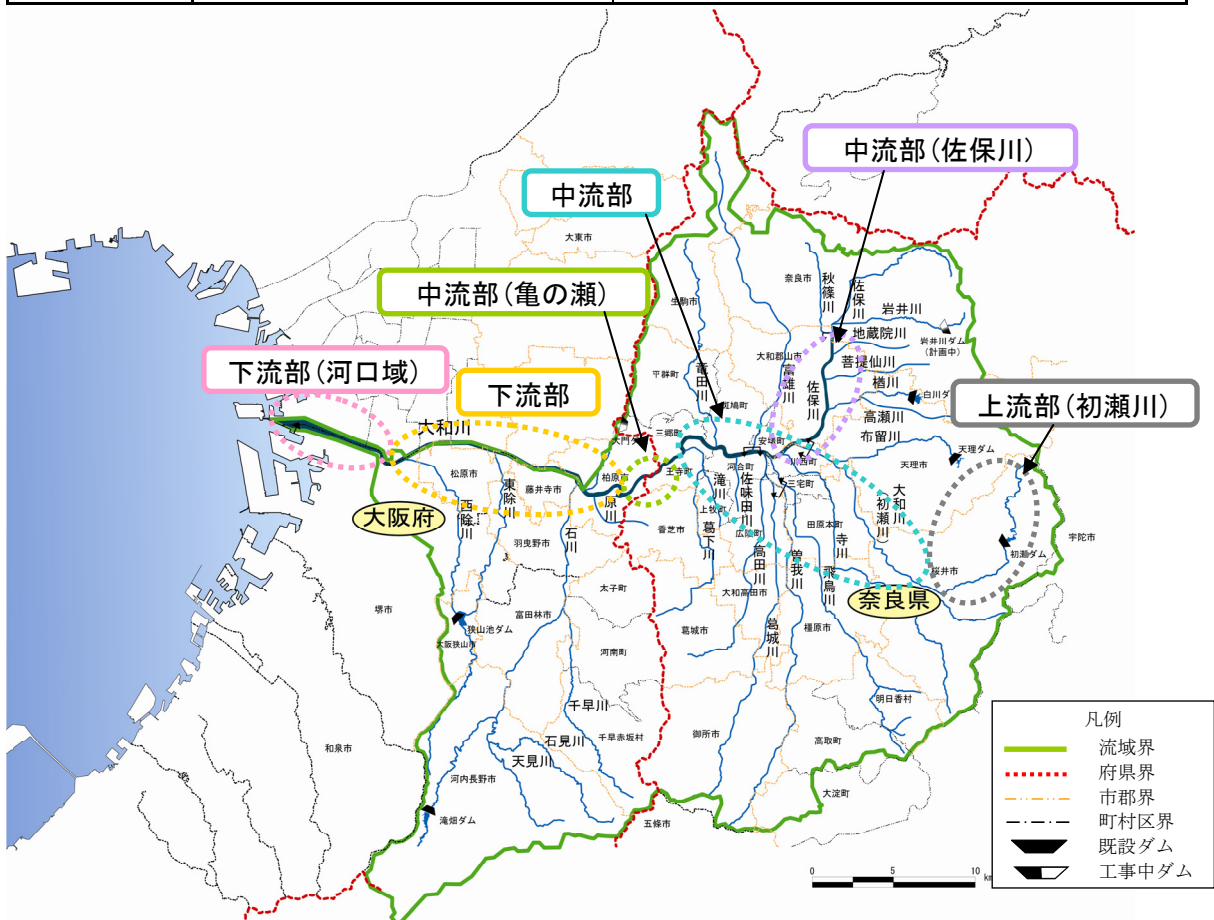 中流部(佐保川)
中流部
大東市
奈良市
秋篠川
佐保川
中流部(亀の瀬)
生駒市
岩井川
地蔵院川
岩井川ダム
(計画中)
下流部(河口域)
下流部
大和郡山市
菩提仙川
平群町
竜田川
富雄川
佐保川
楢川
白川ダ
上流部(初瀬川)
斑鳩町
高瀬川
大和川
三郷町
安堵町
布留川
天理ダム
川西町
天理市
松原市
東除川
藤井寺市
柏原市
王寺町
河合町
三宅町
西除川
原川
滝川
佐味田川
大和川
(初瀬川)
大阪府
石川
上牧町
田原本町
宇陀市
羽曳野市
香芝市
葛下川
広陵町
寺川
初瀬ダム
高田川
曽我川
飛鳥川
桜井市
太子町
大和高田市
奈良県
堺市
富田林市
狭山池ダム
大阪狭山市
葛城市
葛城川
橿原市
河南町
明日香村
千早川
御所市
和泉市
石見川
千早赤坂村
高取町
天見川
河内長野市
大淀町
滝畑ダム
五條市
凡例
流域界
府県界
市郡界
町村区界
既設ダム
工事中ダム
0 5 10 km